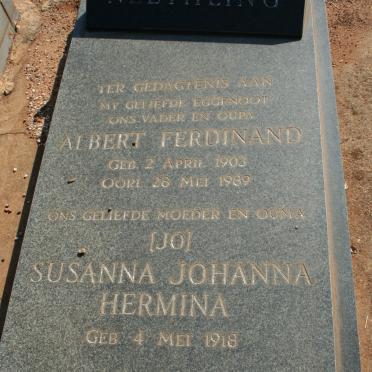 NEETHLING
TER GEDAGTENIS AAN
MY GELIEFDE EGGENOOT
ONS VADER EN OUPA
ALBERT FERDINAND
GEB. 2 APRIL 1903
OORL. 28 MEI 1989
ONS GELIEFDE MOEDER EN OUMA
[JO]
SUSANNA JOHANNA
HERMINA
GEB. 4 MEI 1918